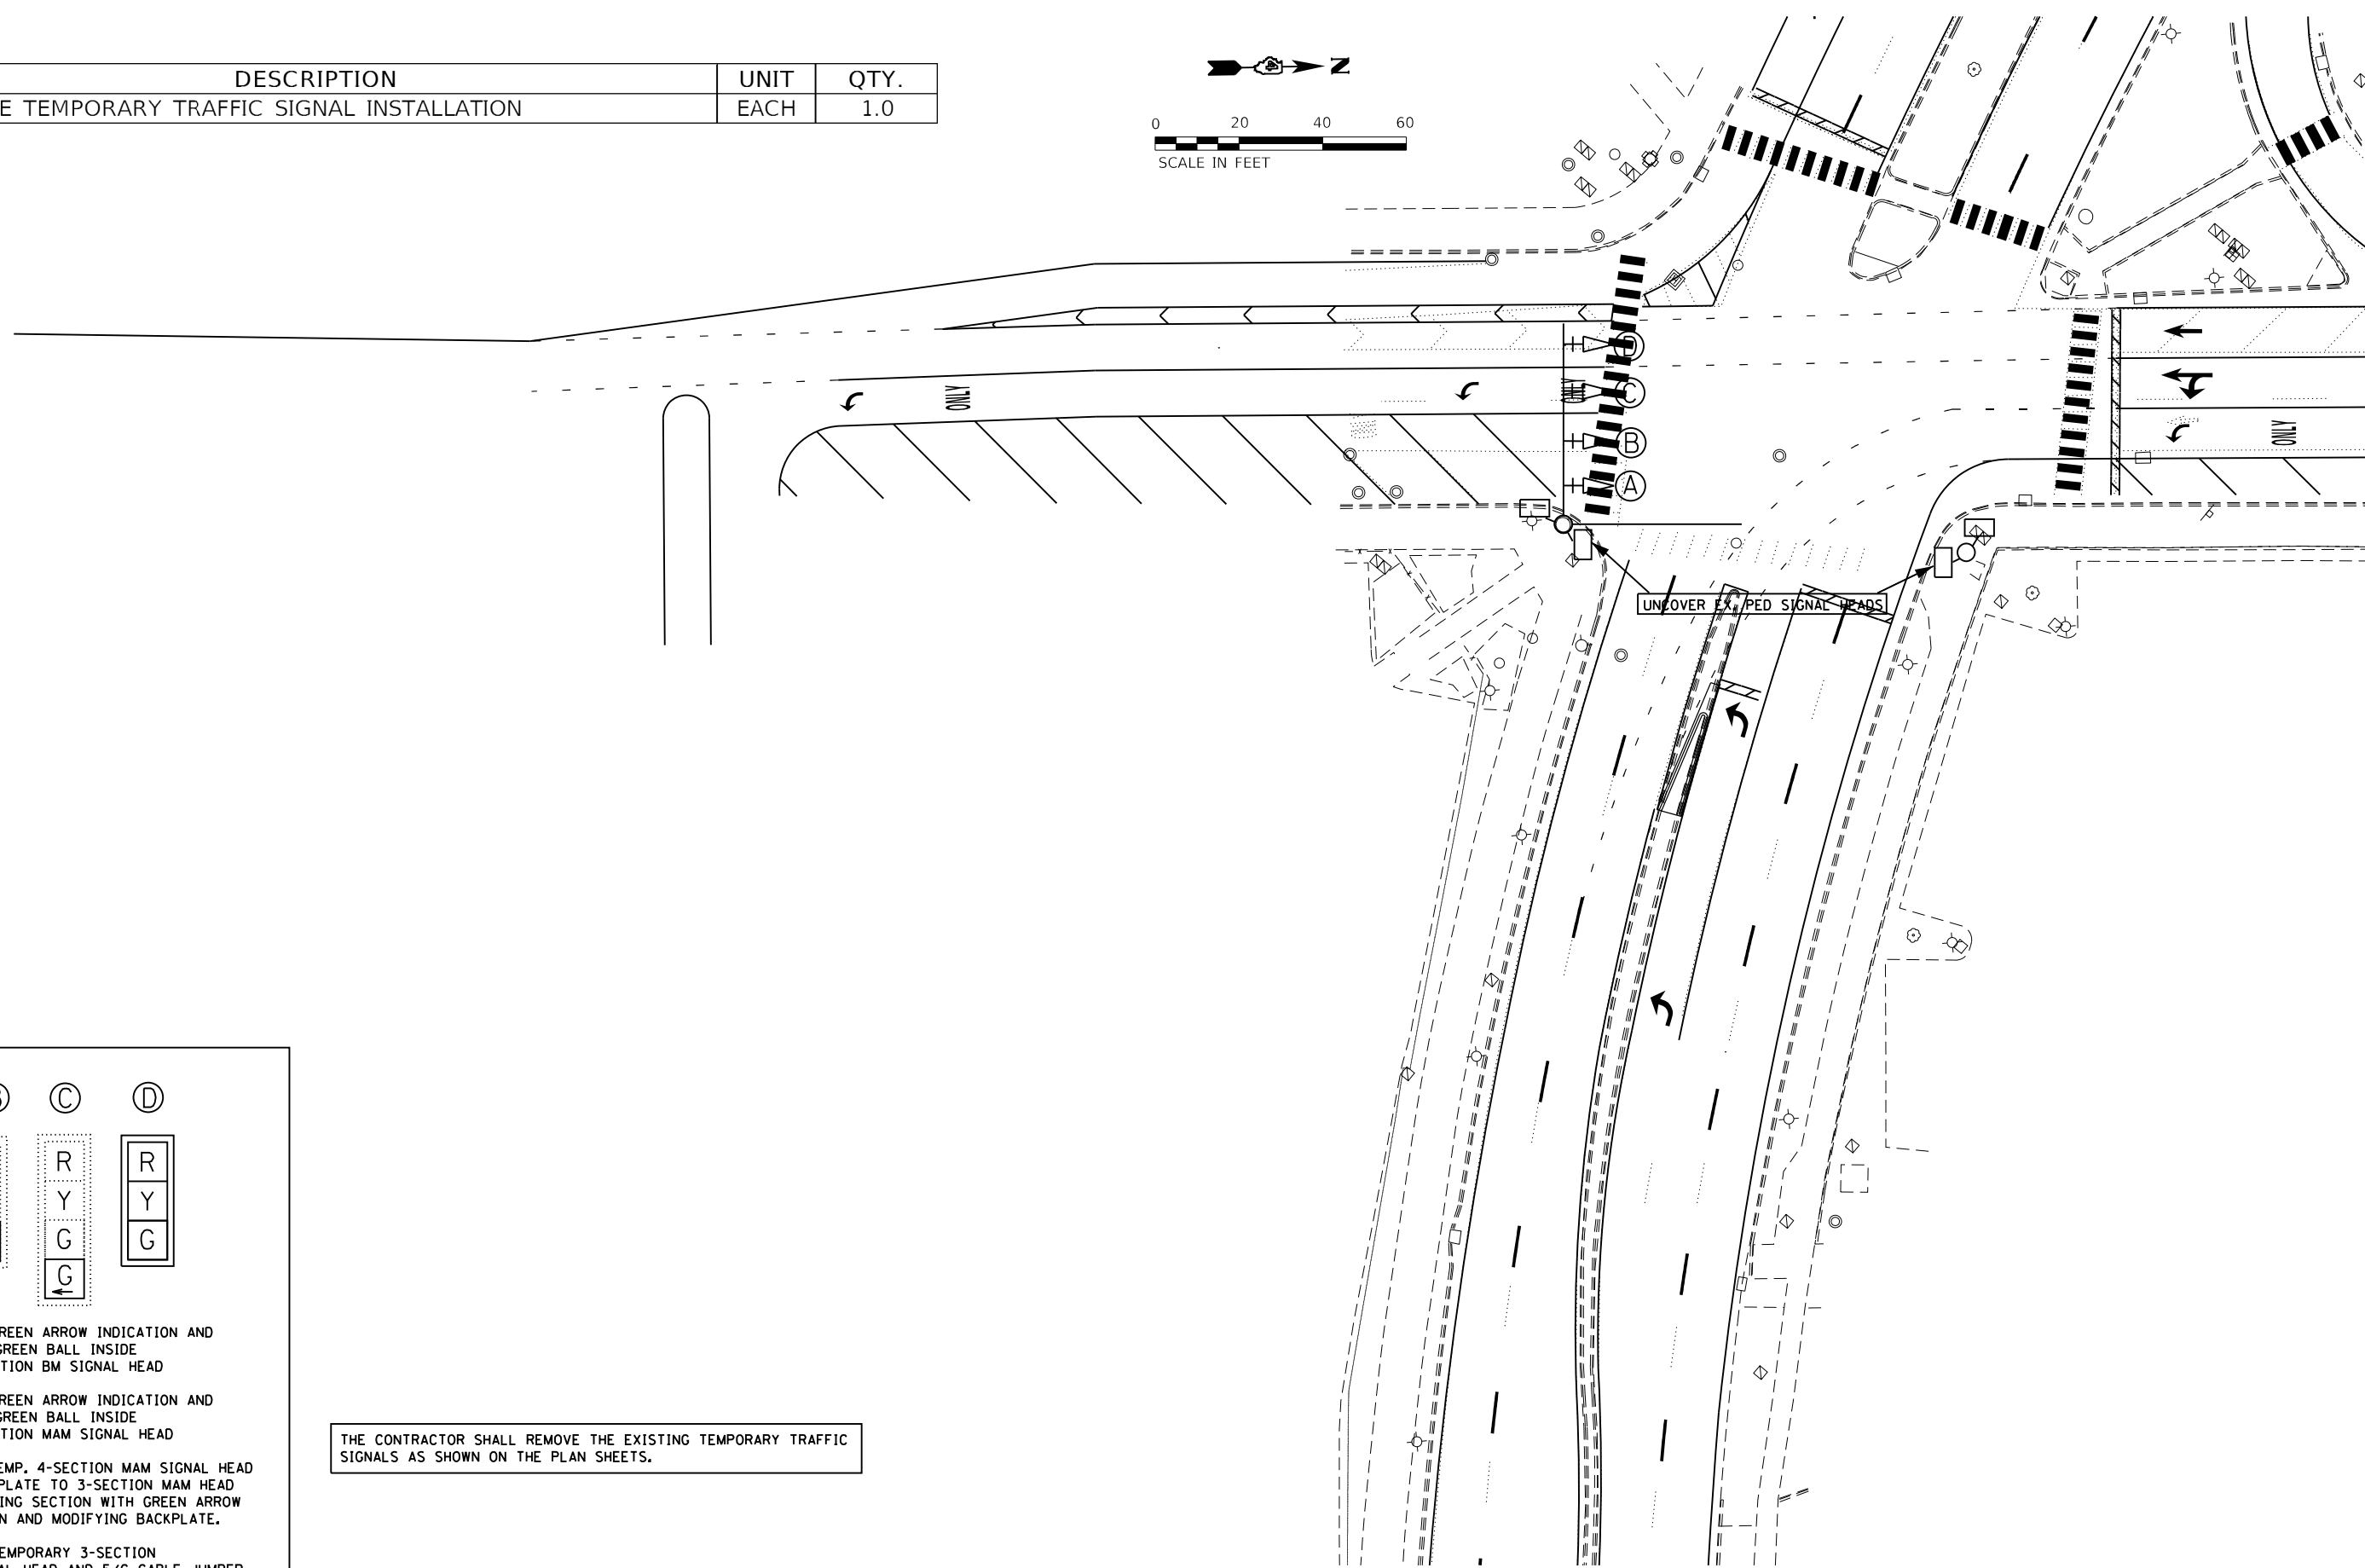 DESCRIPTION UNIT QTY.
E TEMPORARY TRAFFIC SIGNAL INSTALLATION EACH 1.0
N
0 20 40 60
SCALE IN FEET
D
C
B
A
ONLY
ONLY
ONLY
UNCOVER EX. PED SIGNAL HEADS
C D
R R
Y Y
G G
G
REEN ARROW INDICATION AND
GREEN BALL INSIDE
TION BM SIGNAL HEAD
REEN ARROW INDICATION AND
GREEN BALL INSIDE
TION MAM SIGNAL HEAD
EMP. 4-SECTION MAM SIGNAL HEAD
PLATE TO 3-SECTION MAM HEAD
ING SECTION WITH GREEN ARROW
N AND MODIFYING BACKPLATE.
EMPORARY 3-SECTION
THE CONTRACTOR SHALL REMOVE THE EXISTING TEMPORARY TRAFFIC
SIGNALS AS SHOWN ON THE PLAN SHEETS.